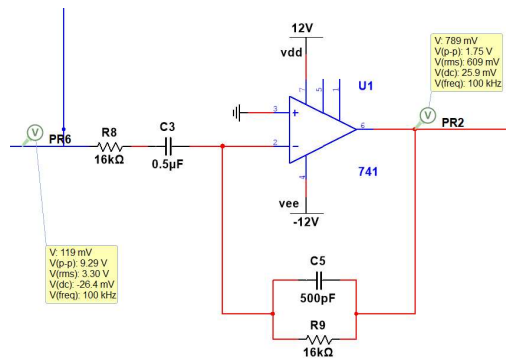 12V
vdd
U1
7
5
1
3
2
6
4
741
vee
-12V
V: 789 mV
V(p-p): 1.75 V
V(rms): 609 mV
V(dc): 25.9 mV
V(freq): 100 kHz
V
PR2
V
PR6
R8
16kΩ
C3
0.5µF
V: 119 mV
V(p-p): 9.29 V
V(rms): 3.30 V
V(dc): -26.4 mV
V(freq): 100 kHz
C5
500pF
R9
16kΩ